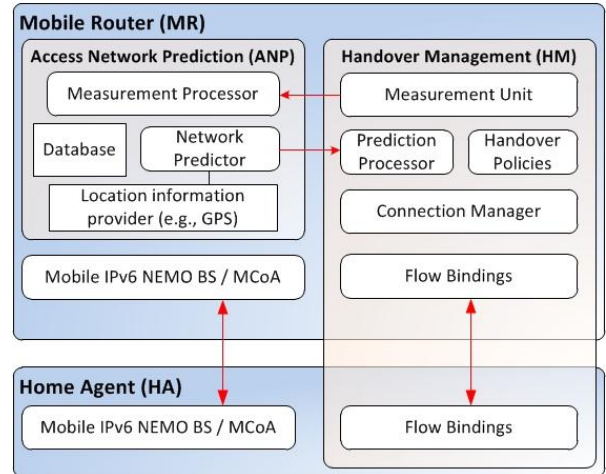 Mobile Router (MR)
Access Network Prediction (ANP)
Measurement Processor
Database
Network
Predictor
Location information
provider (e.g., GPS)
Mobile IPv6 NEMO BS / MCoA
Handover Management (HM)
Measurement Unit
Prediction
Processor
Handover
Policies
Connection Manager
Flow Bindings
Home Agent (HA)
Mobile IPv6 NEMO BS / MCoA
Flow Bindings